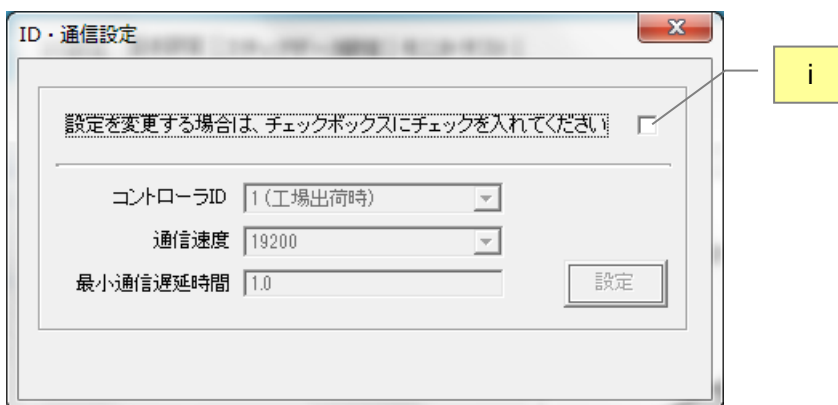 ID・通信設定
i
設定を変更する場合は、チェックボックスにチェックを入れてください
コントローラID 1(工場出荷時)
通信速度 19200
最小通信遅延時間 1.0
設定